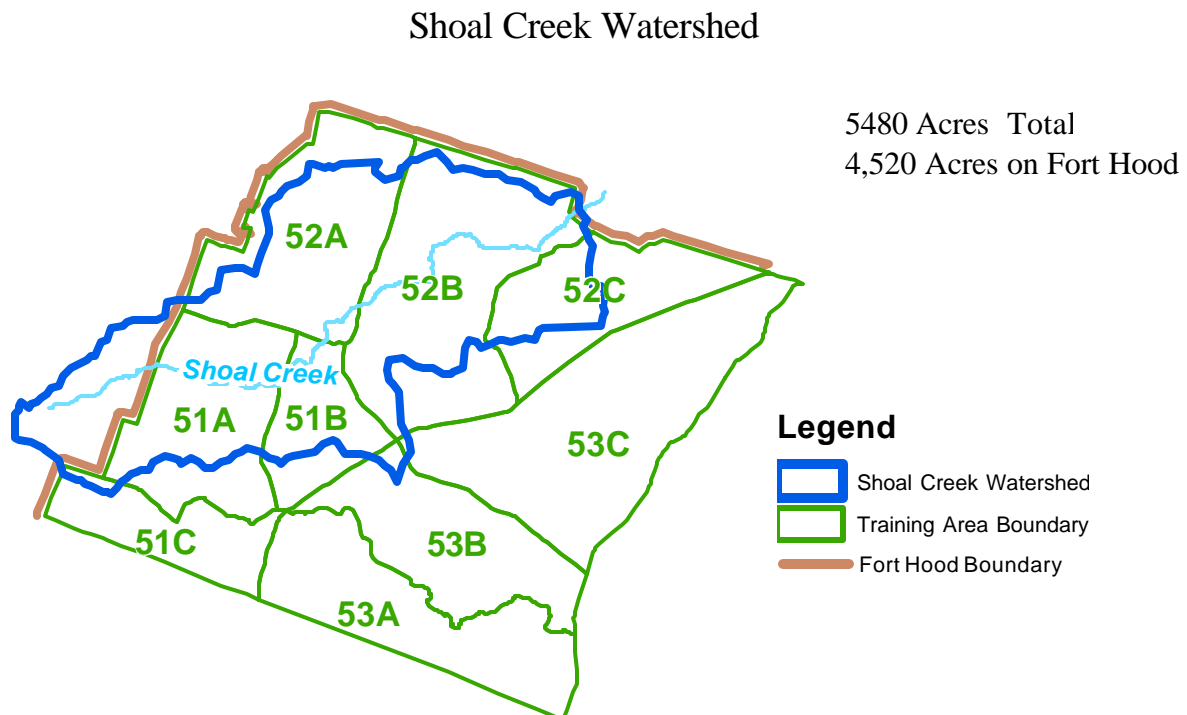 Shoal Creek Watershed
5480 Acres Total
4,520 Acres on Fort Hood
52A
52B
52C
Shoal Creek
51A
51B
53C
51C
53B
53A
Legend
Shoal Creek Watershed
Training Area Boundary
Fort Hood Boundary